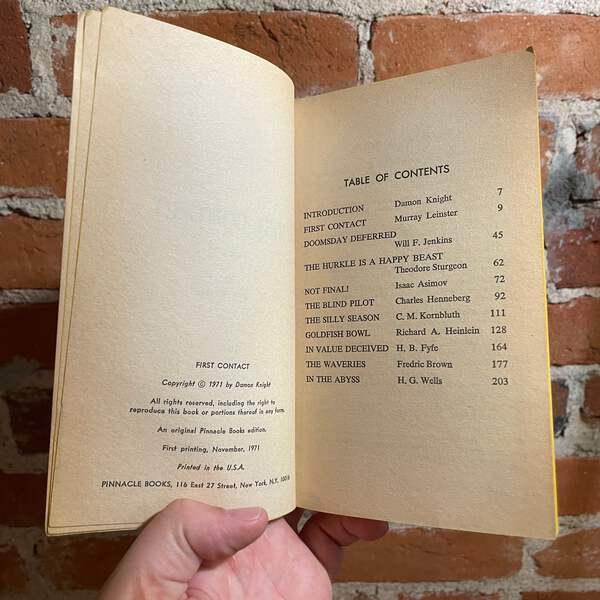 FIRST CONTACT
Copyright © 1971 by Damon Knight
All rights reserved, including the right to
reproduce this book or portions thereof in any form.
An original Pinnacle Books edition.
First printing, November, 1971
Printed in the U.S.A.
PINNACLE BOOKS, 116 East 27 Street, New York, N.Y.
TABLE OF CONTENTS
INTRODUCTION Damon Knight 7
FIRST CONTACT Murray Leinster 9
DOOMSDAY DEFERRED
Will F. Jenkins 45
THE HURKLE IS A HAPPY BEAST
Theodore Sturgeon 62
NOT FINAL! Isaac Asimov 72
THE BLIND PILOT Charles Henneberg 92
THE SILLY SEASON C. M. Kornbluth 111
GOLDFISH BOWL Richard A. Heinlein 128
IN VALUE DECEIVED H. B. Fyfe 164
THE WAVERIES Fredric Brown 177
IN THE ABYSS H. G. Wells 203